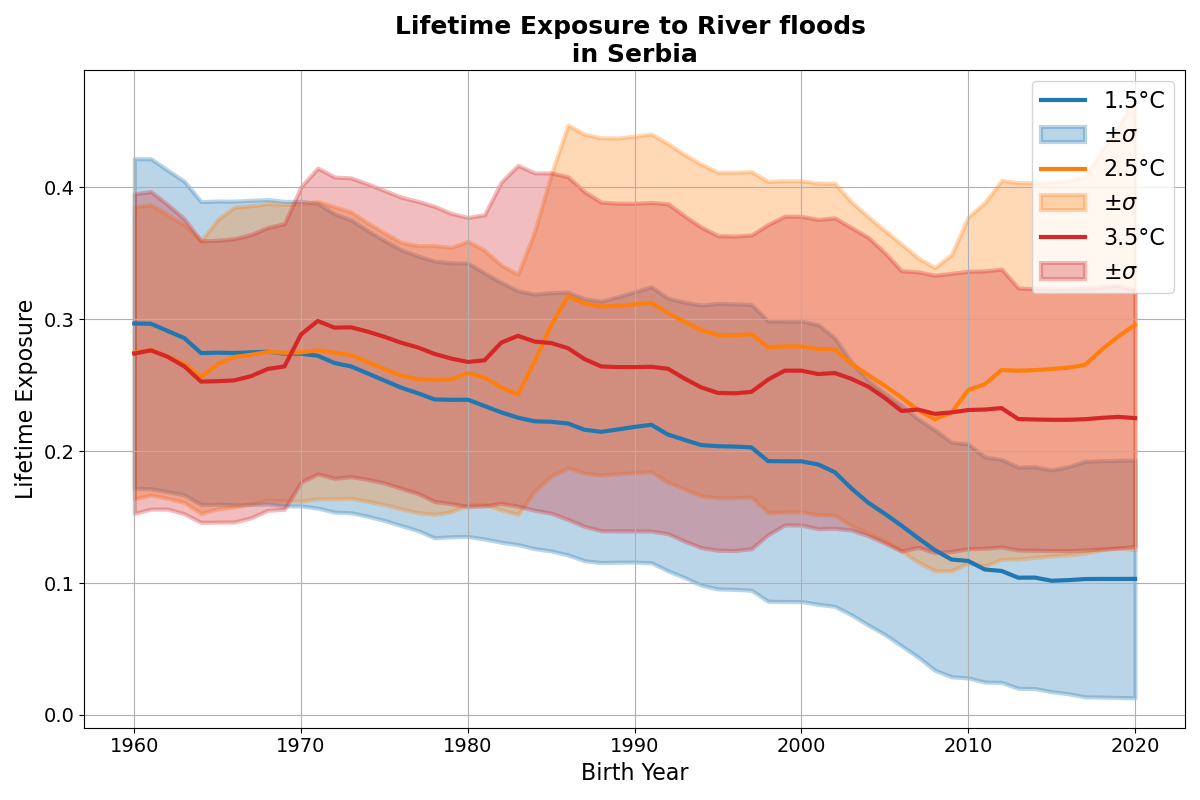 Lifetime Exposure to River floods
in Serbia
Lifetime Exposure
0.4
0.3
0.2
0.1
0.0
1960 1970 1980 1990 2000 2010 2020
Birth Year
1.5°C
±σ
2.5°C
±σ
3.5°C
±σ